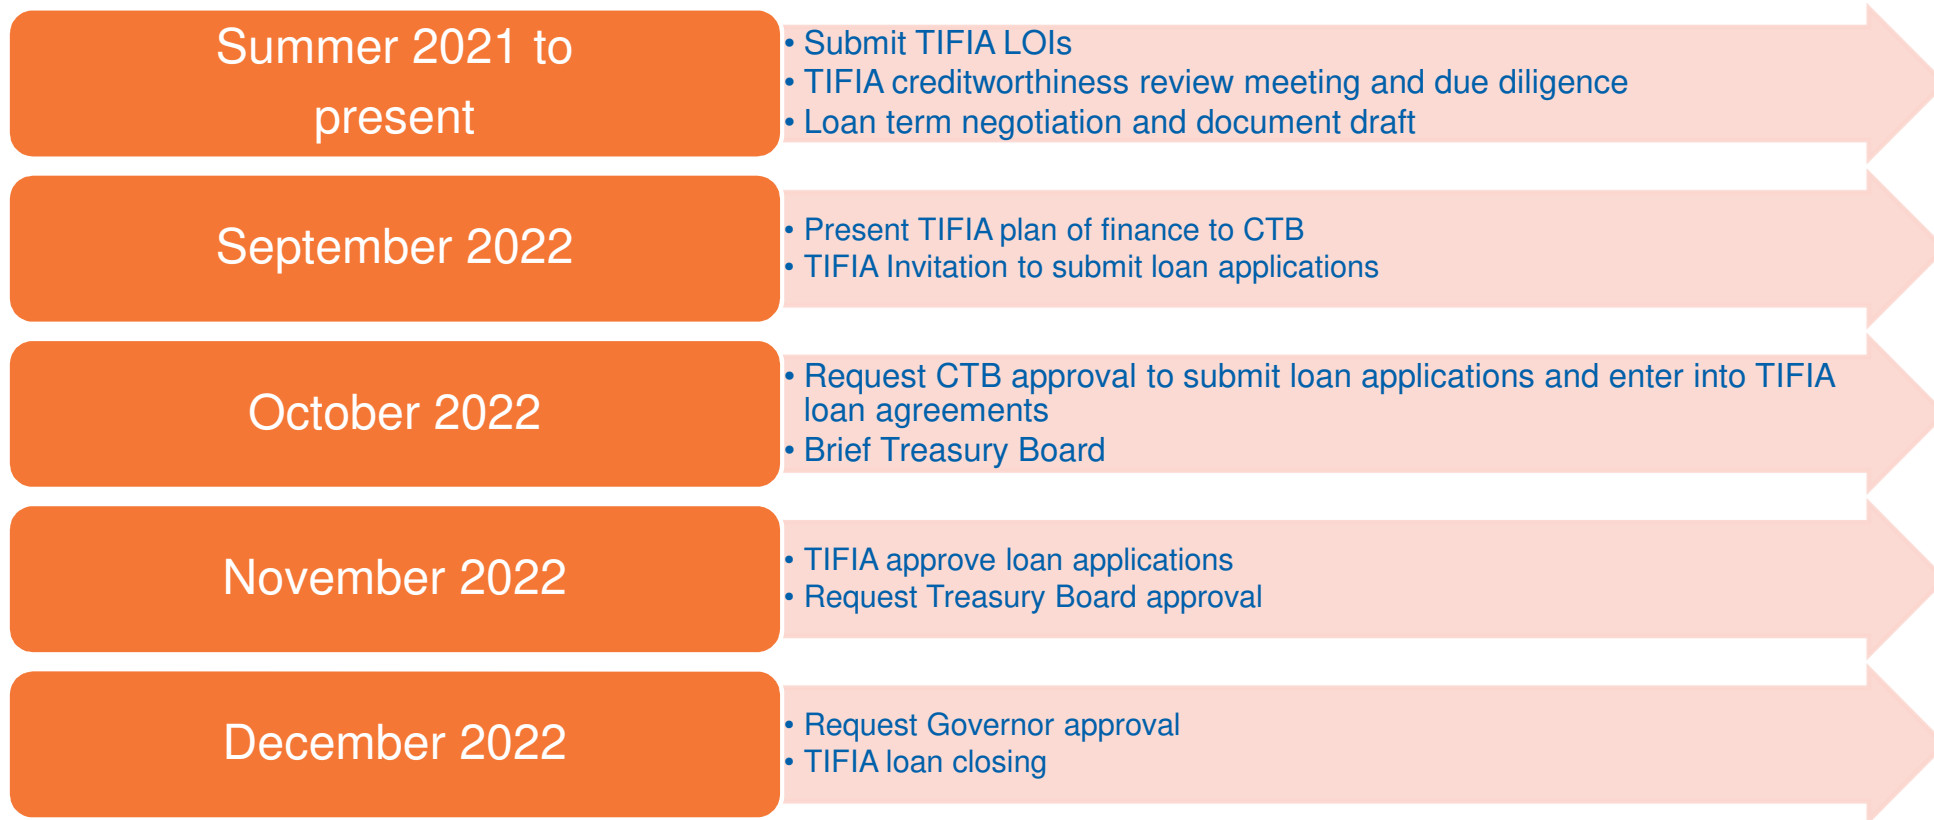 Summer 2021 to
present
• Submit TIFIA LOIs
• TIFIA creditworthiness review meeting and due diligence
• Loan term negotiation and document draft
September 2022
• Present TIFIA plan of finance to CTB
• TIFIA Invitation to submit loan applications
October 2022
• Request CTB approval to submit loan applications and enter into TIFIA
loan agreements
• Brief Treasury Board
November 2022
• TIFIA approve loan applications
• Request Treasury Board approval
December 2022
• Request Governor approval
• TIFIA loan closing